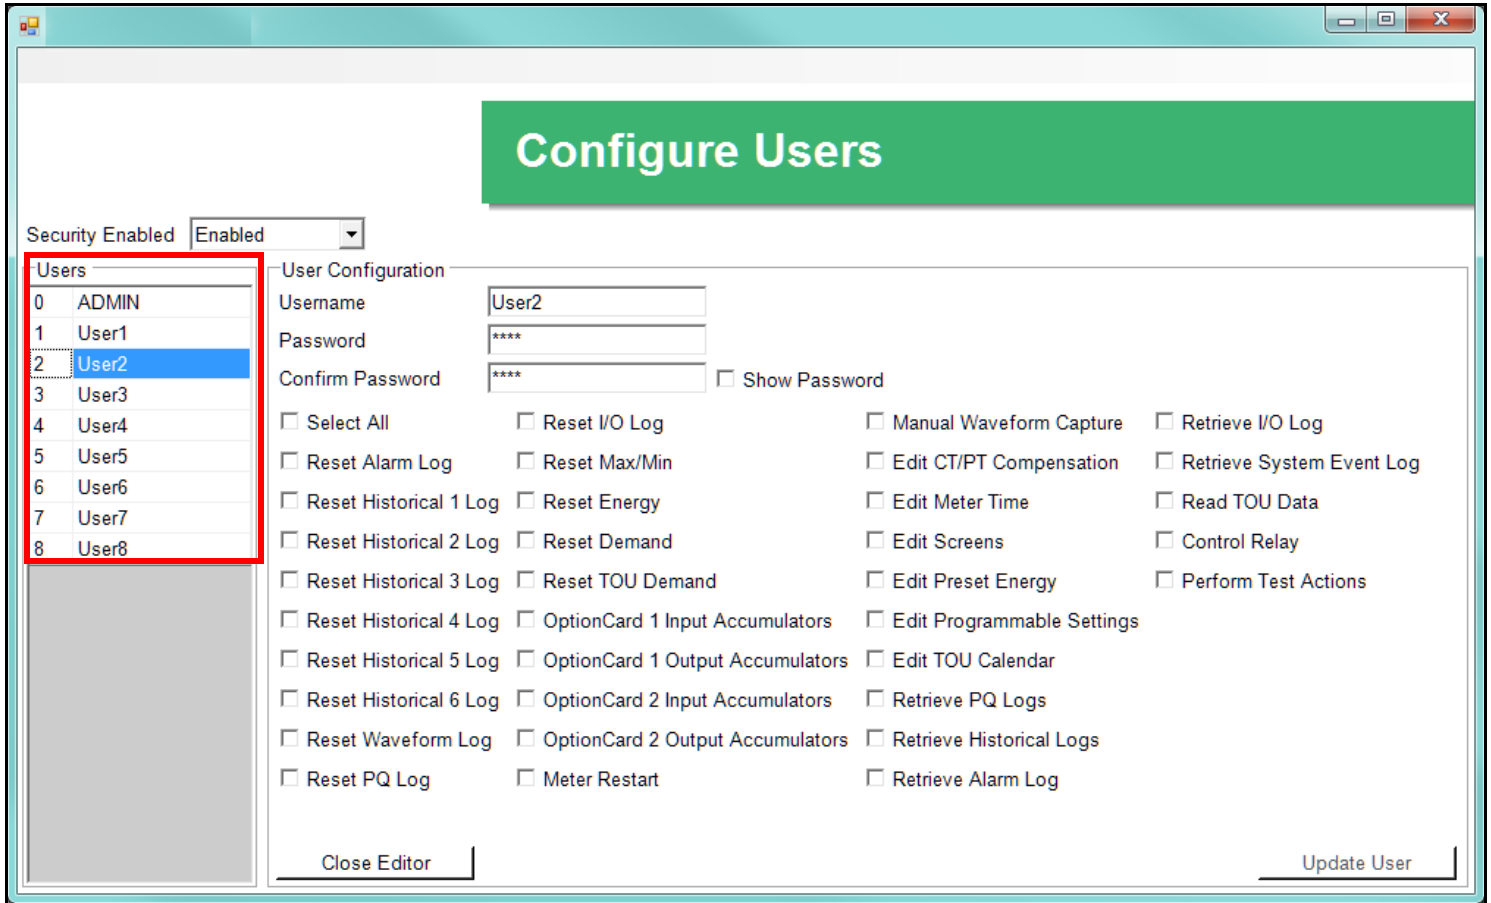 Configure Users
Security Enabled Enabled
Users
0 ADMIN
1 User1
2 User2
3 User3
4 User4
5 User5
6 User6
7 User7
8 User8
User Configuration
Username User2
Password ****
Confirm Password **** Show Password
Select All Reset I/O Log Manual Waveform Capture Retrieve I/O Log
Reset Alarm Log Reset Max/Min Edit CT/PT Compensation Retrieve System Event Log
Reset Historical 1 Log Reset Energy Edit Meter Time Read TOU Data
Reset Historical 2 Log Reset Demand Edit Screens Control Relay
Reset Historical 3 Log Reset TOU Demand Edit Preset Energy Perform Test Actions
Reset Historical 4 Log OptionCard 1 Input Accumulators Edit Programmable Settings
Reset Historical 5 Log OptionCard 1 Output Accumulators Edit TOU Calendar
Reset Historical 6 Log OptionCard 2 Input Accumulators Retrieve PQ Logs
Reset Waveform Log OptionCard 2 Output Accumulators Retrieve Historical Logs
Reset PQ Log Meter Restart Retrieve Alarm Log
Close Editor Update User